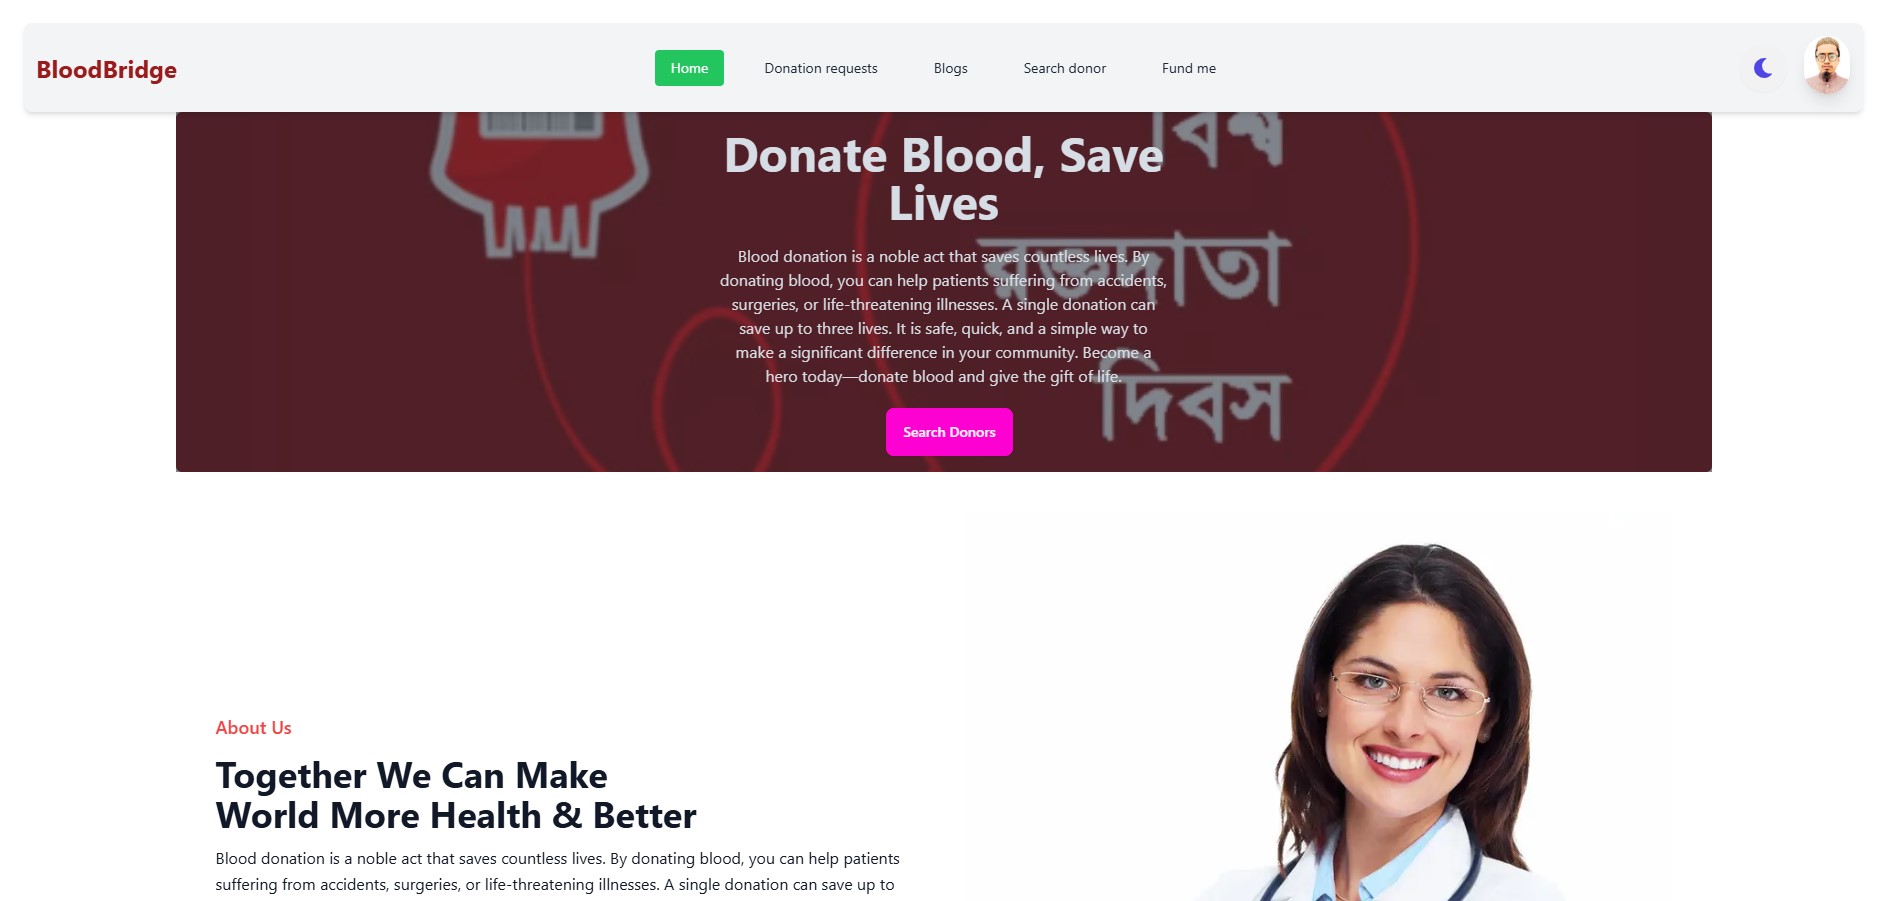 BloodBridge
Home
Donation requests
Blogs
Search donor
Fund me
বিশ্ব
রক্তদাতা
দিবস
Donate Blood, Save
Lives
Blood donation is a noble act that saves countless lives. By
donating blood, you can help patients suffering from accidents,
surgeries, or life-threatening illnesses. A single donation can
save up to three lives. It is safe, quick, and a simple way to
make a significant difference in your community. Become a
hero today—donate blood and give the gift of life.
Search Donors
About Us
Together We Can Make
World More Health & Better
Blood donation is a noble act that saves countless lives. By donating blood, you can help patients
suffering from accidents, surgeries, or life-threatening illnesses. A single donation can save up to